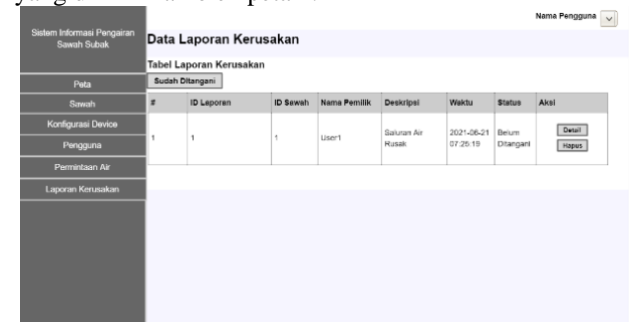 Nama Pengguna
Sistem Informasi Pengairan
Sawah Subak
Data Laporan Kerusakan
Tabel Laporan Kerusakan
Sudah Ditangani
Peta
Sawah
Konfigurasi Device
Pengguna
Permintaan Air
Laporan Kerusakan
# ID Laporan ID Sawah Nama Pemilik Deskripsi Waktu Status Aksi
1 1 1 User1 Saluran Air Rusak 2021-06-21 07:25:19 Belum Ditangani Detail
Hapus